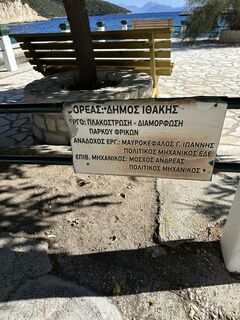 ΦΟΡΕΑΣ: ΔΗΜΟΣ ΙΘΑΚΗΣ
ΕΡΓΟ: ΠΛΑΚΟΣΤΡΩΣΗ - ΔΙΑΜΟΡΦΩΣΗ
ΠΑΡΚΟΥ ΦΡΙΚΩΝ
ΑΝΑΔΟΧΟΣ ΕΡΓ.: ΜΑΥΡΟΚΕΦΑΛΟΣ Γ. ΙΩΑΝΝΗΣ
ΠΟΛΙΤΙΚΟΣ ΜΗΧΑΝΙΚΟΣ ΕΔΕ
ΕΠΙΒ. ΜΗΧΑΝΙΚΟΣ: ΜΟΣΧΟΣ ΑΝΔΡΕΑΣ
ΠΟΛΙΤΙΚΟΣ ΜΗΧΑΝΙΚΟΣ